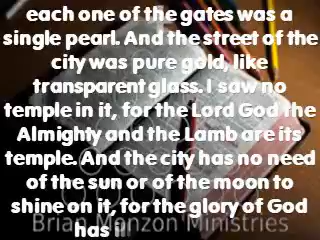 each one of the gates was a
single pearl. And the street of the
city was pure gold, like
transparent glass. I saw no
temple in it, for the Lord God the
Almighty and the Lamb are its
temple. And the city has no need
of the sun or of the moon to
shine on it, for the glory of God
has
Brian Monzon Ministries